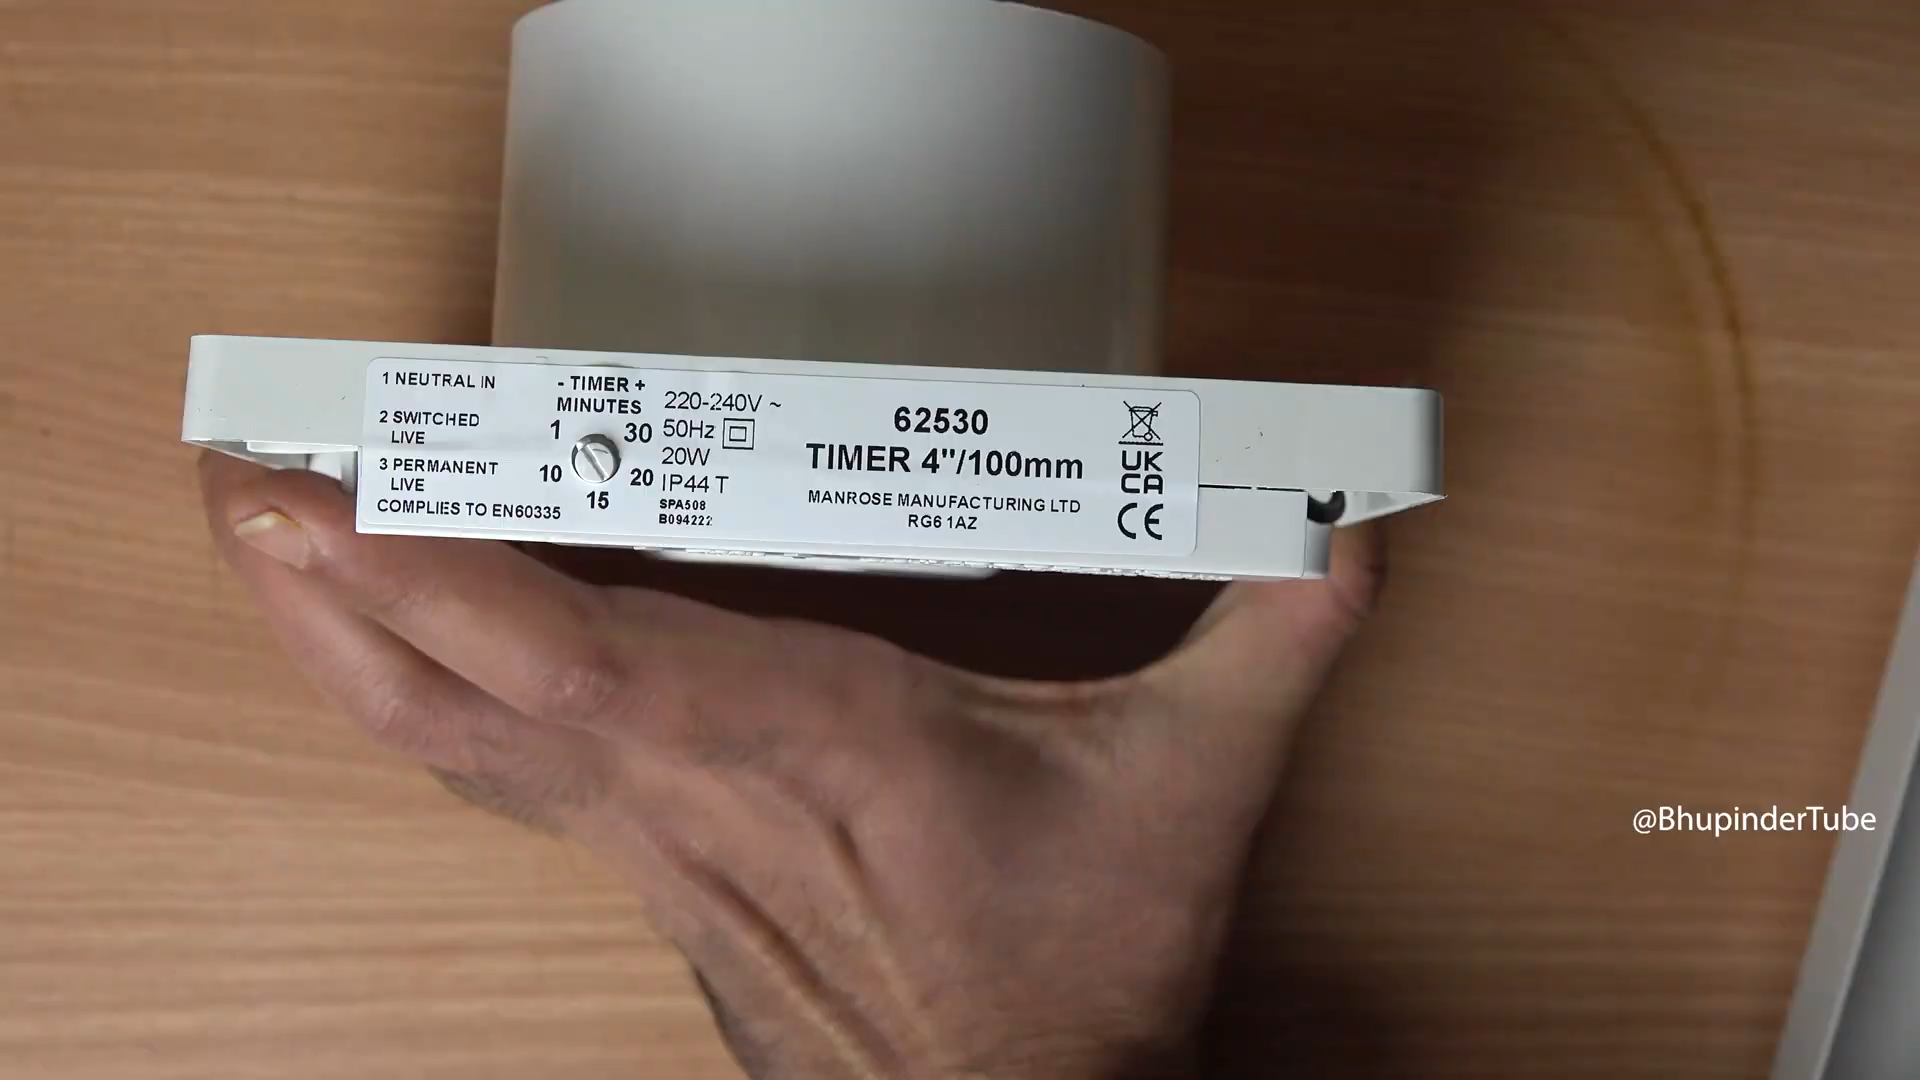 1 NEUTRAL IN
2 SWITCHED
LIVE
3 PERMANENT
LIVE
COMPLIES TO EN60335
- TIMER +
MINUTES
1 30
10 20
15
220-240V ~
50Hz
20W
IP44 T
SPA508
B094222
62530
TIMER 4"/100mm
MANROSE MANUFACTURING LTD
RG6 1AZ
UK
CA
CE
@BhupinderTube